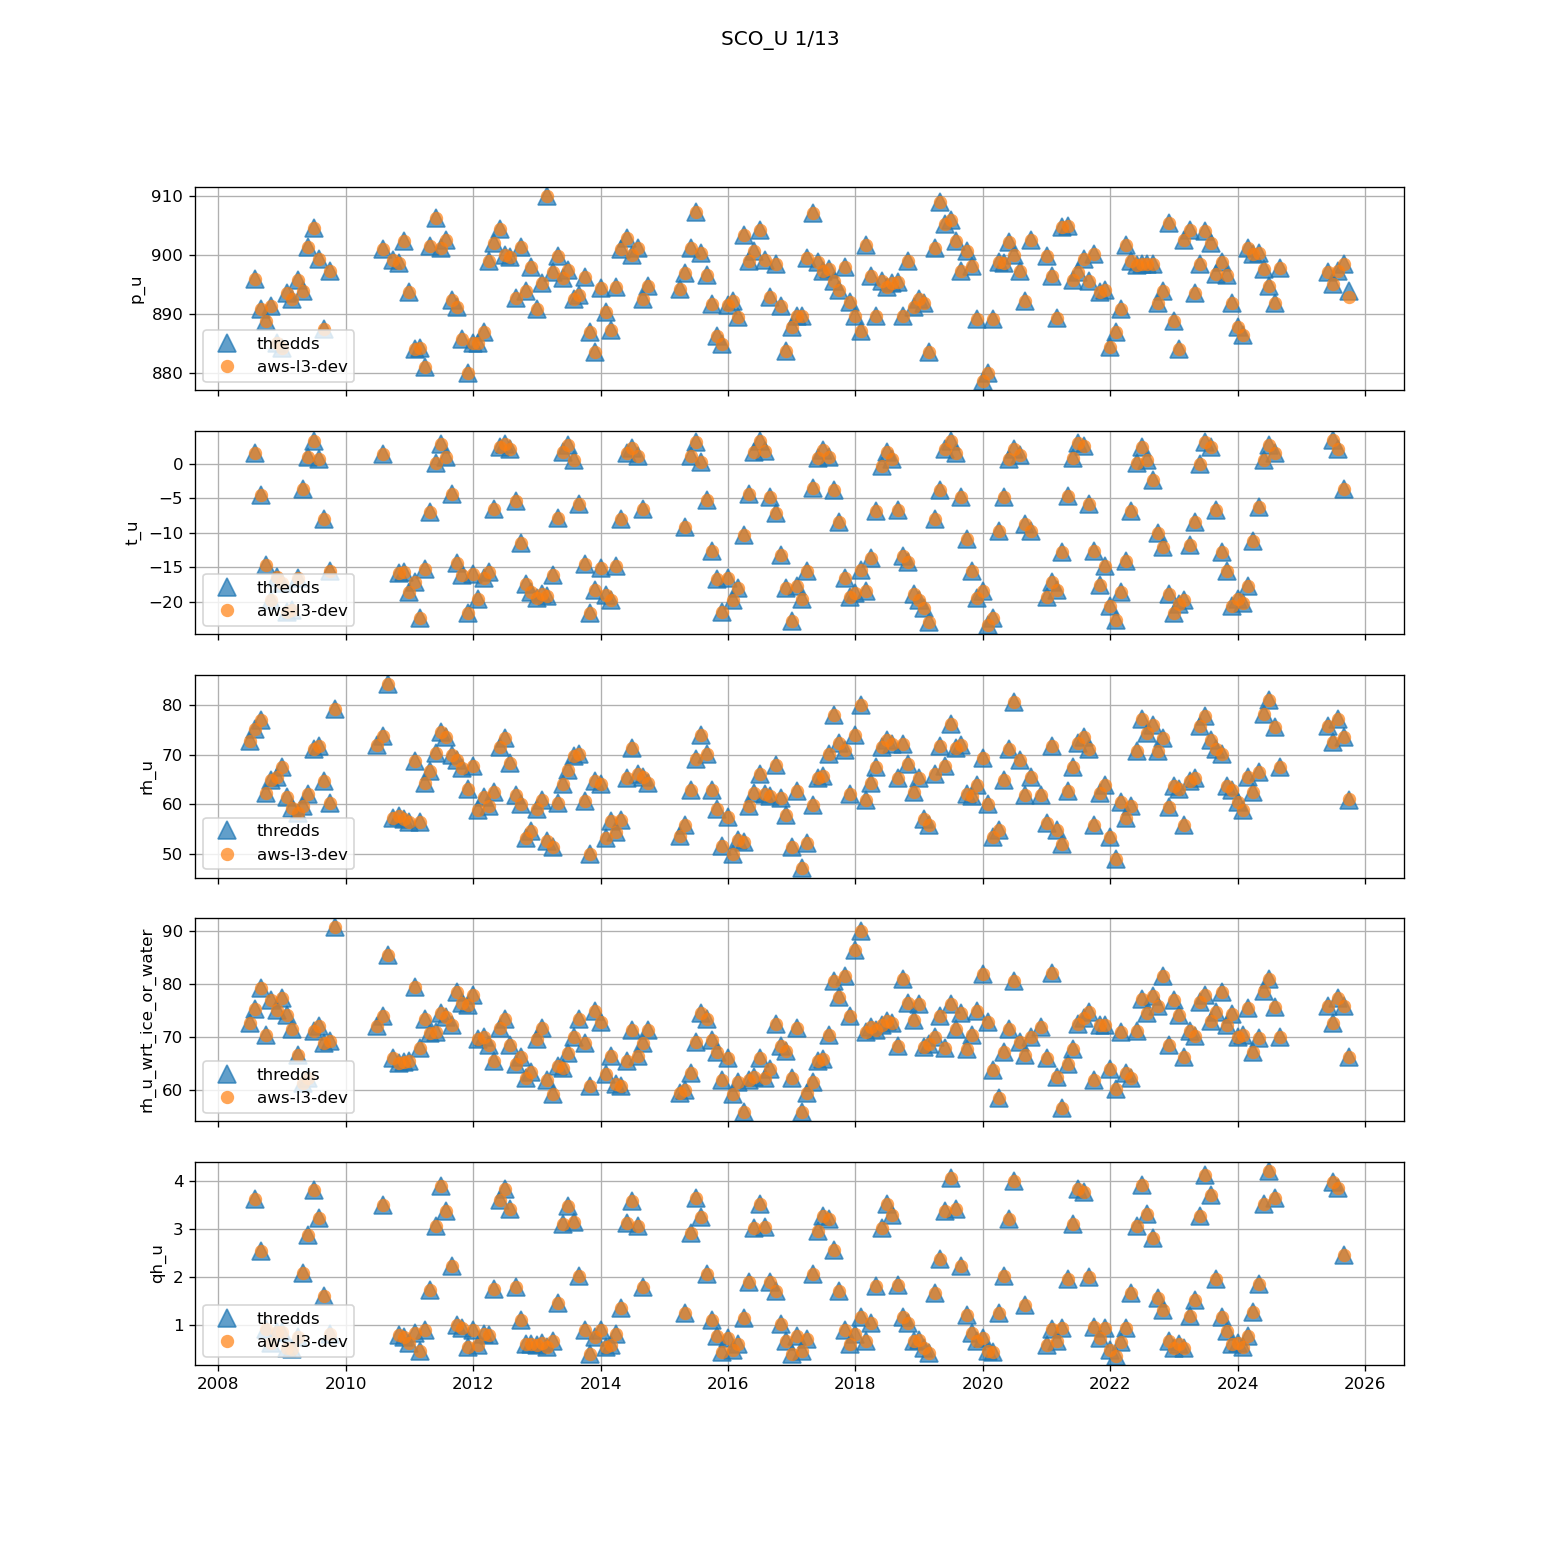 SCO_U 1/13
910
900
890
880
p_u
thredds
aws-l3-dev
0
−5
−10
−15
−20
t_u
thredds
aws-l3-dev
80
70
60
50
rh_u
thredds
aws-l3-dev
90
80
70
60
rh_u_wrt_ice_or_water
thredds
aws-l3-dev
4
3
2
1
qh_u
thredds
aws-l3-dev
2008 2010 2012 2014 2016 2018 2020 2022 2024 2026